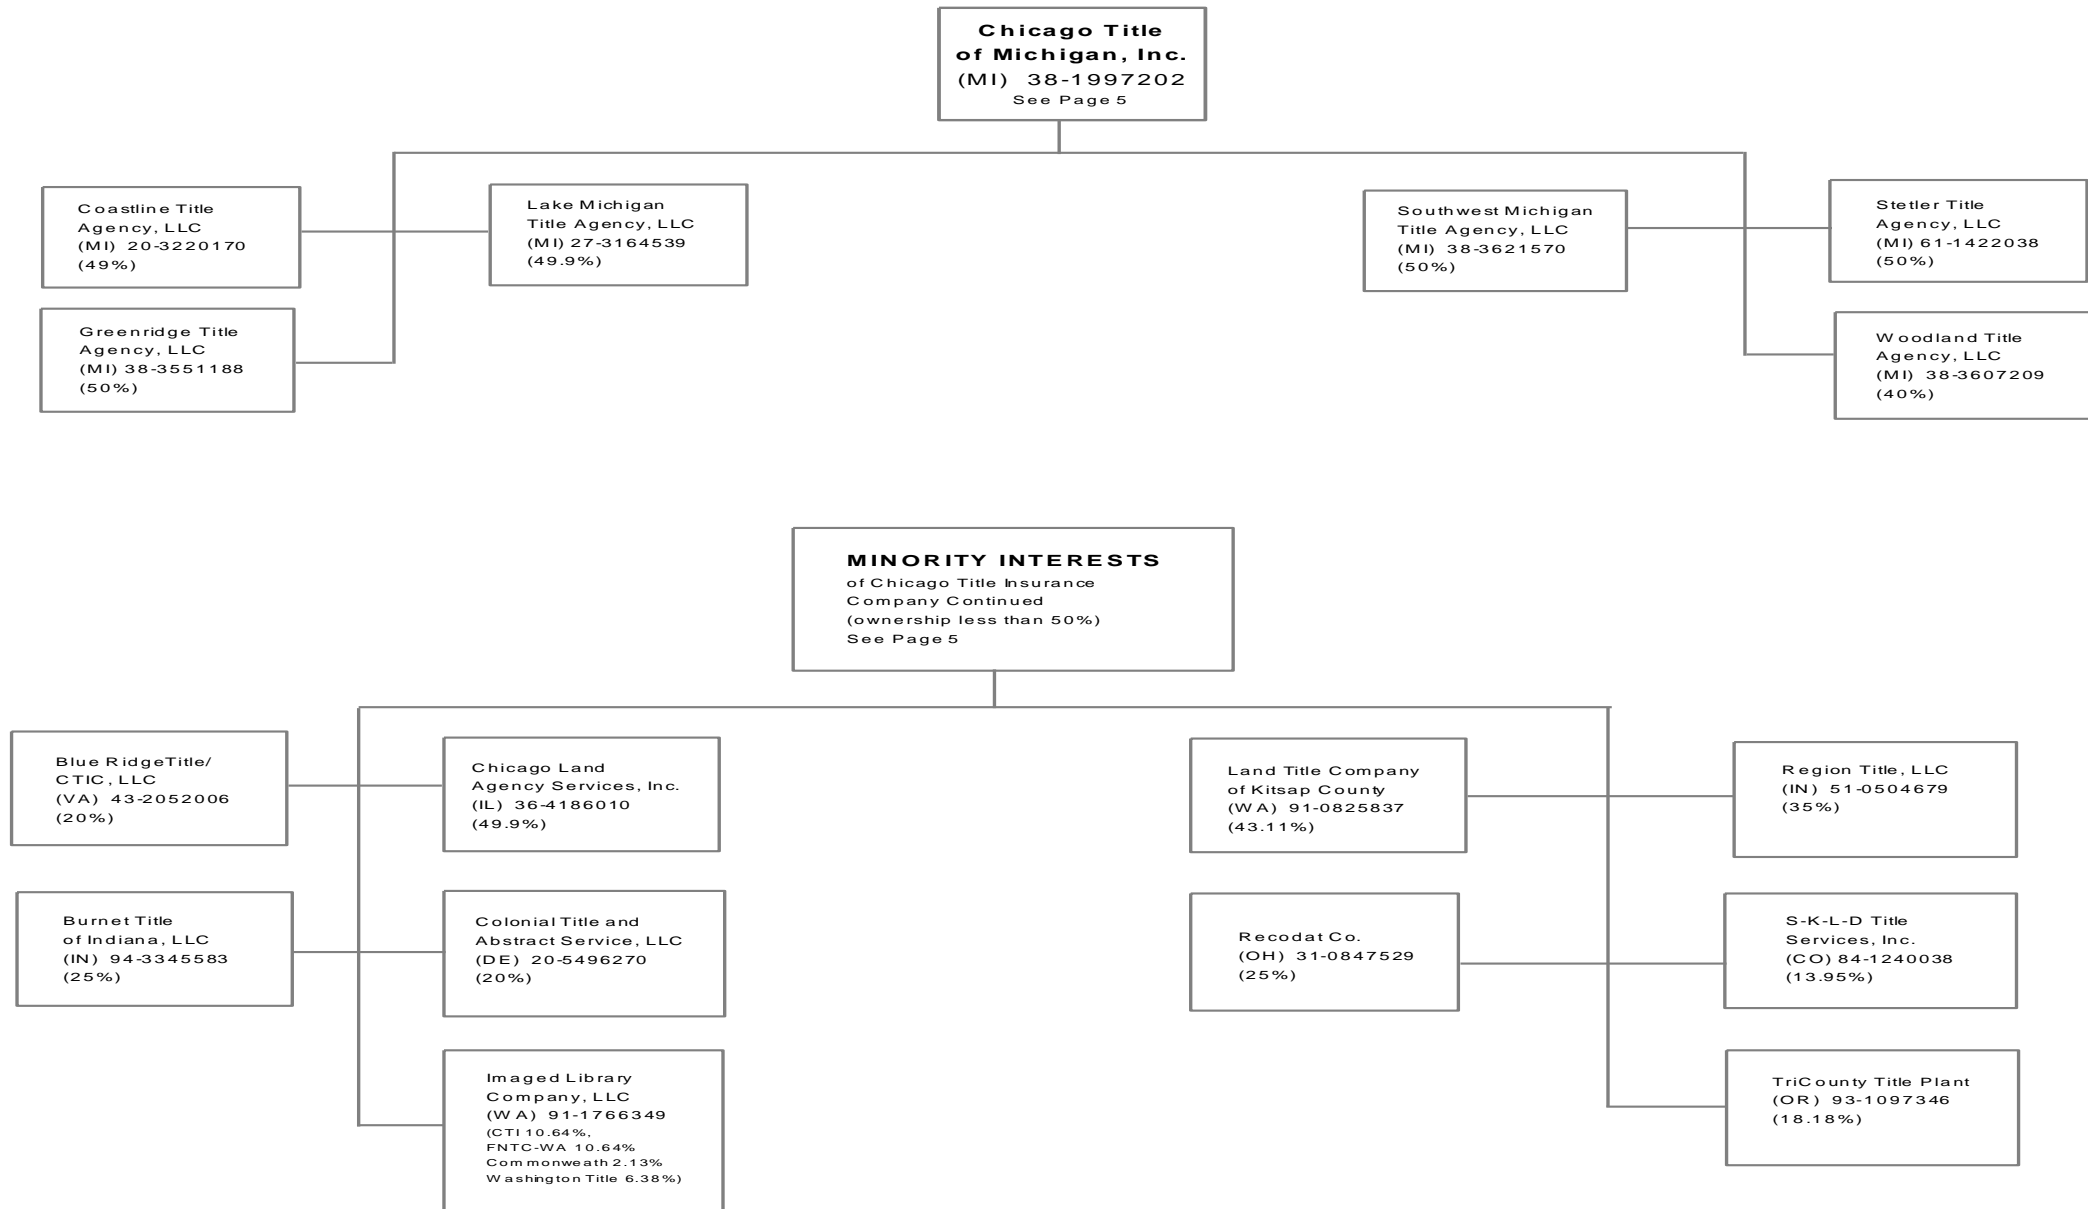 Chicago Title
of Michigan, Inc.
(MI) 38-1997202
See Page 5
Coastline Title
Agency, LLC
(MI) 20-3220170
(49%)
Lake Michigan
Title Agency, LLC
(MI) 27-3164539
(49.9%)
Southwest Michigan
Title Agency, LLC
(MI) 38-3621570
(50%)
Stetler Title
Agency, LLC
(MI) 61-1422038
(50%)
Greenridge Title
Agency, LLC
(MI) 38-3551188
(50%)
Woodland Title
Agency, LLC
(MI) 38-3607209
(40%)
MINORITY INTERESTS
of Chicago Title Insurance
Company Continued
(ownership less than 50%)
See Page 5
Blue RidgeTitle/
CTIC, LLC
(VA) 43-2052006
(20%)
Chicago Land
Agency Services, Inc.
(IL) 36-4186010
(49.9%)
Land Title Company
of Kitsap County
(WA) 91-0825837
(43.11%)
Region Title, LLC
(IN) 51-0504679
(35%)
Burnet Title
of Indiana, LLC
(IN) 94-3345583
(25%)
Colonial Title and
Abstract Service, LLC
(DE) 20-5496270
(20%)
Recodat Co.
(OH) 31-0847529
(25%)
S-K-L-D Title
Services, Inc.
(CO) 84-1240038
(13.95%)
Imaged Library
Company, LLC
(WA) 91-1766349
(CTI 10.64%,
FNTC-WA 10.64%
Commonweath 2.13%
Washington Title 6.38%)
TriCounty Title Plant
(OR) 93-1097346
(18.18%)